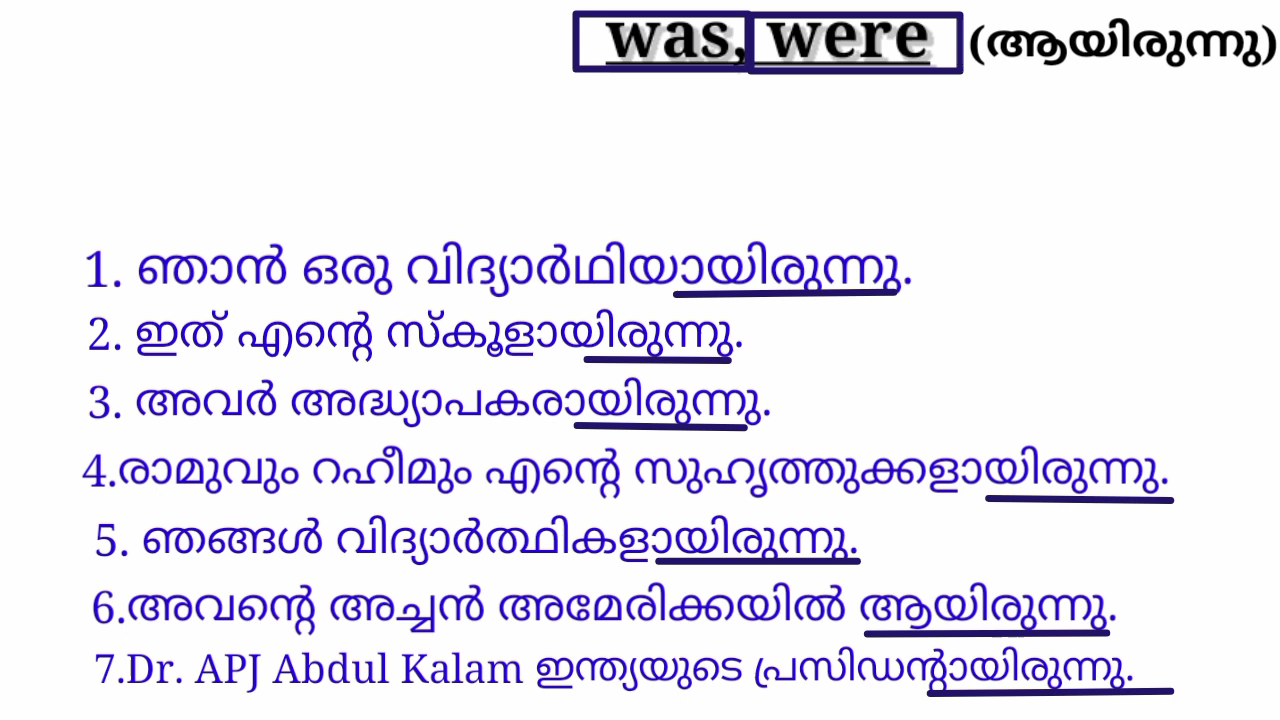 was, were (ആയിരുന്നു)
1. ഞാൻ ഒരു വിദ്യാർഥിയായിരുന്നു.
2. ഇത് എന്റെ സ്കൂളായിരുന്നു.
3. അവർ അദ്ധ്യാപകരായിരുന്നു.
4.രാമുവും റഹീമും എന്റെ സുഹൃത്തുക്കളായിരുന്നു.
5. ഞങ്ങൾ വിദ്യാർത്ഥികളായിരുന്നു.
6.അവന്റെ അച്ചൻ അമേരിക്കയിൽ ആയിരുന്നു.
7.Dr. APJ Abdul Kalam ഇന്ത്യയുടെ പ്രസിഡന്റായിരുന്നു.